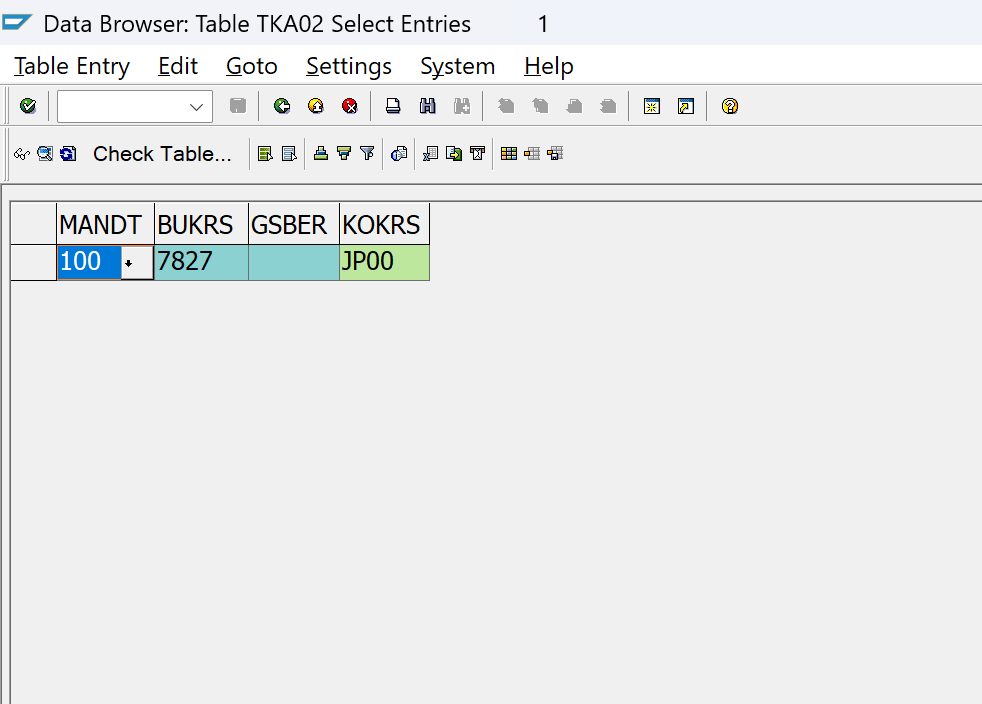 Data Browser: Table TKA02 Select Entries 1
Table Entry Edit Goto Settings System Help
Check Table...
MANDT BUKRS GSBER KOKRS
100 7827 JP00